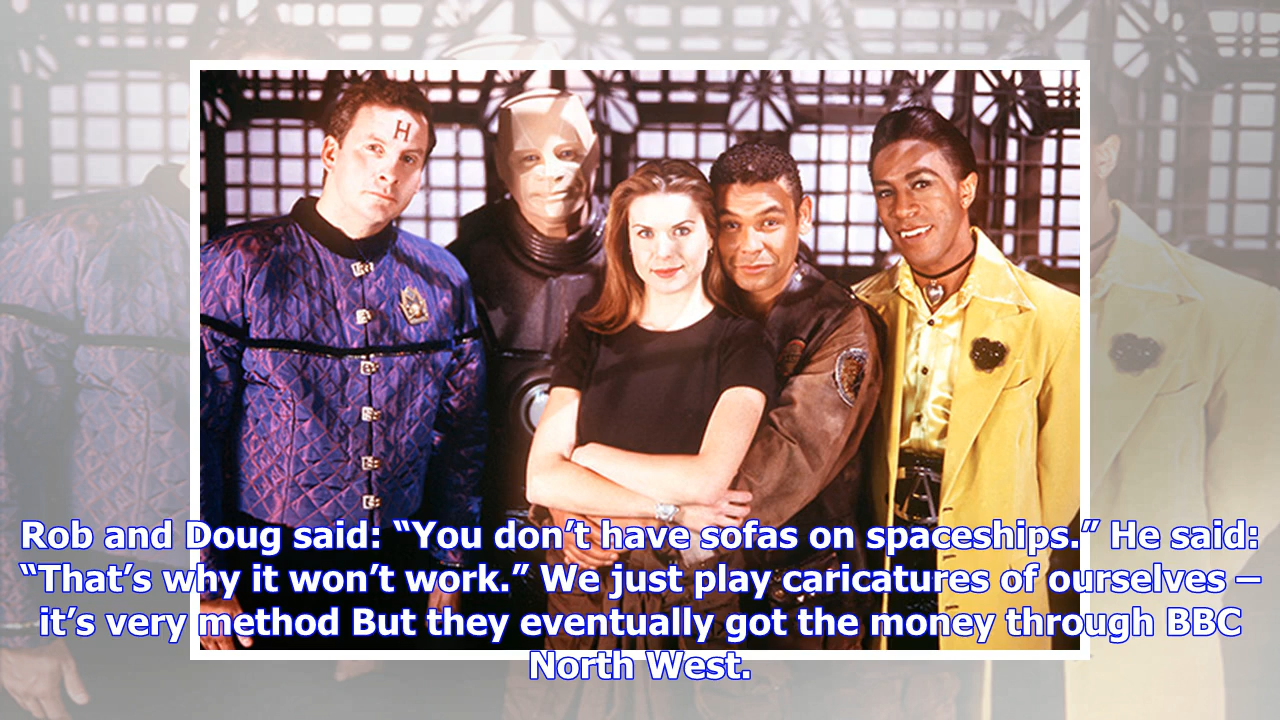 H
Rob and Doug said: “You don’t have sofas on spaceships.” He said:
“That’s why it won’t work.” We just play caricatures of ourselves –
it’s very method But they eventually got the money through BBC
North West.